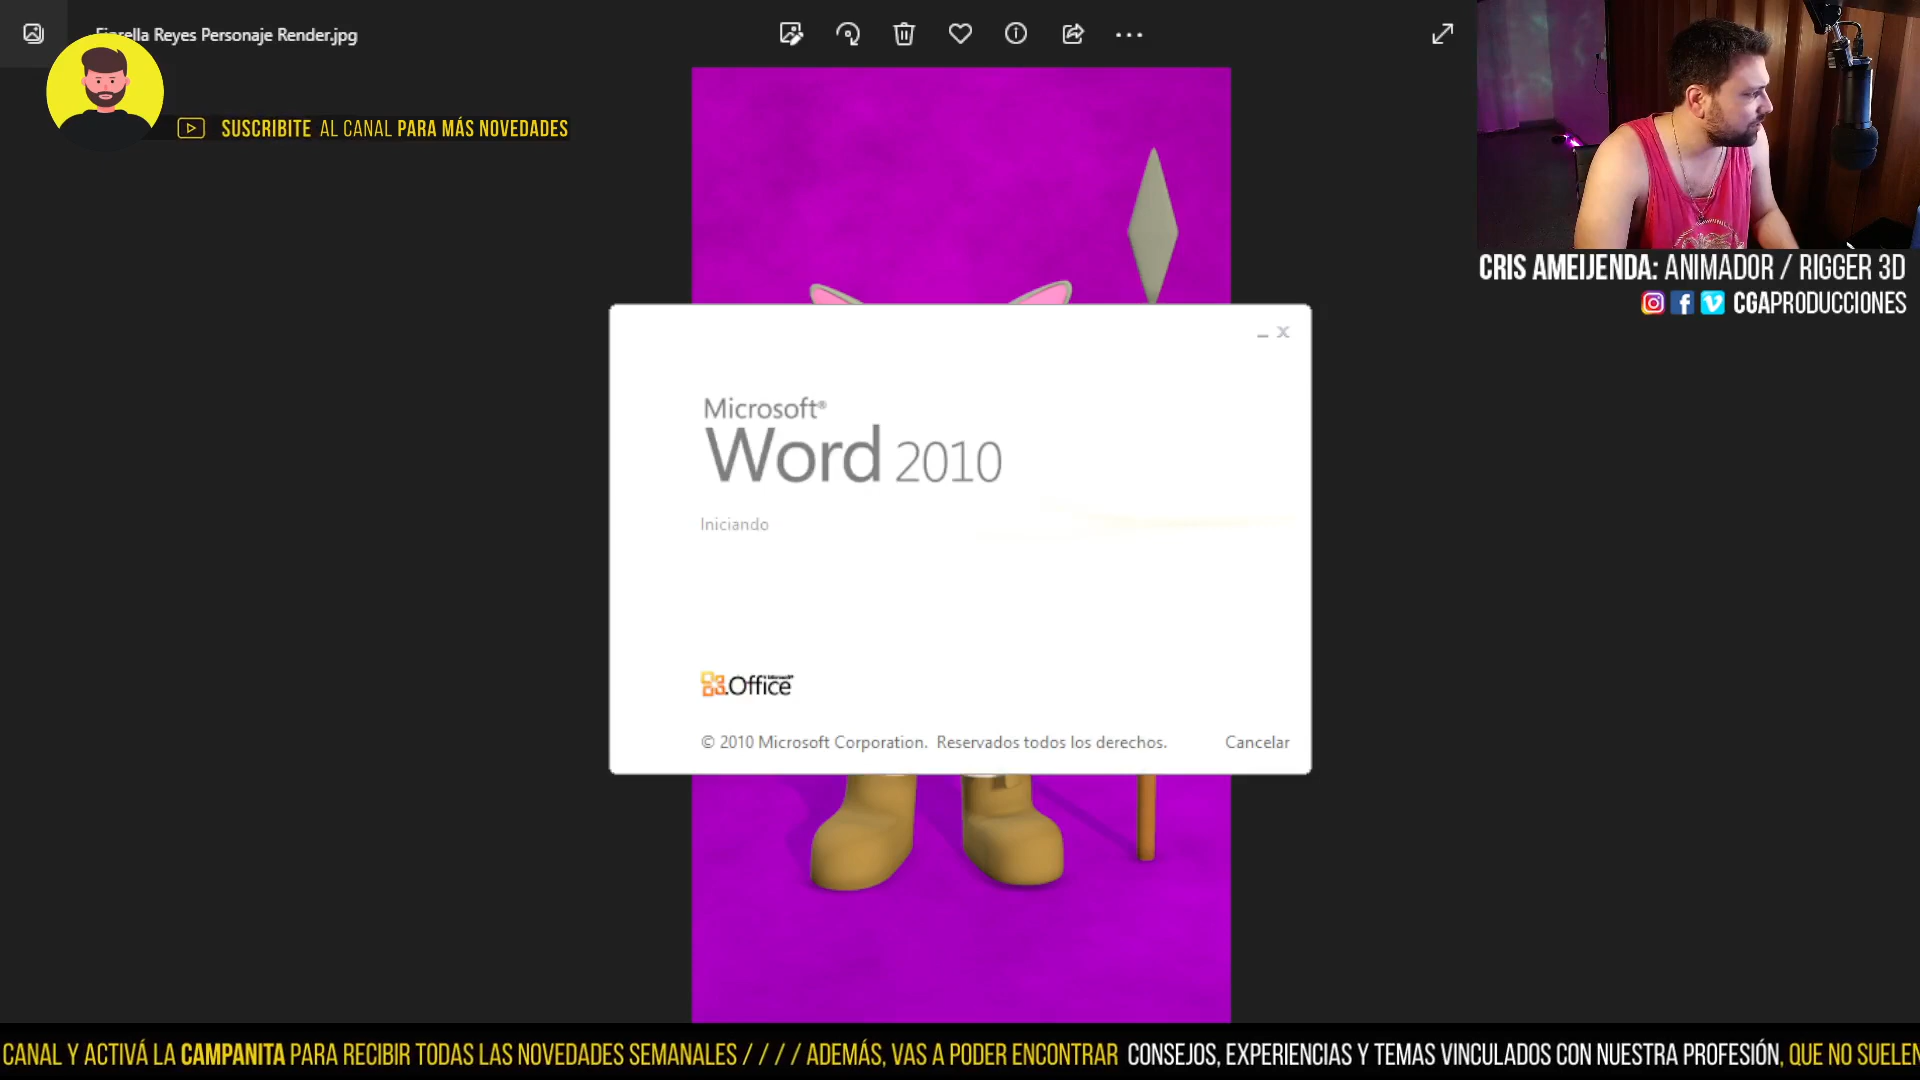 Fiorella Reyes Personaje Render.jpg
SUSCRIBITE AL CANAL PARA MÁS NOVEDADES
CRIS AMEIJENDA: ANIMADOR / RIGGER 3D
CGAPRODUCCIONES
Microsoft®
Word 2010
Iniciando
Office
© 2010 Microsoft Corporation. Reservados todos los derechos.
Cancelar
CANAL Y ACTIVÁ LA CAMPANITA PARA RECIBIR TODAS LAS NOVEDADES SEMANALES / / / / ADEMÁS, VAS A PODER ENCONTRAR CONSEJOS, EXPERIENCIAS Y TEMAS VINCULADOS CON NUESTRA PROFESIÓN, QUE NO SUELEN